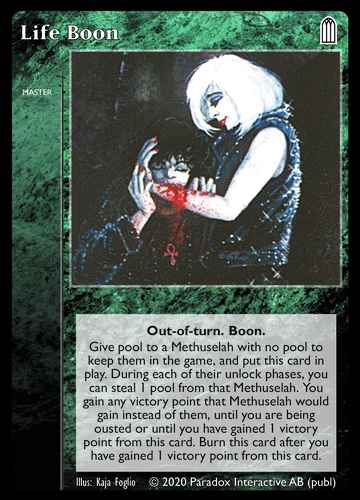 Life Boon
MASTER
Out-of-turn. Boon.
Give pool to a Methuselah with no pool to
keep them in the game, and put this card in
play. During each of their unlock phases, you
can steal 1 pool from that Methuselah. You
gain any victory point that Methuselah would
gain instead of them, until you are being
ousted or until you have gained 1 victory
point from this card. Burn this card after you
have gained 1 victory point from this card.
Illus: Kaja Foglio © 2020 Paradox Interactive AB (publ)